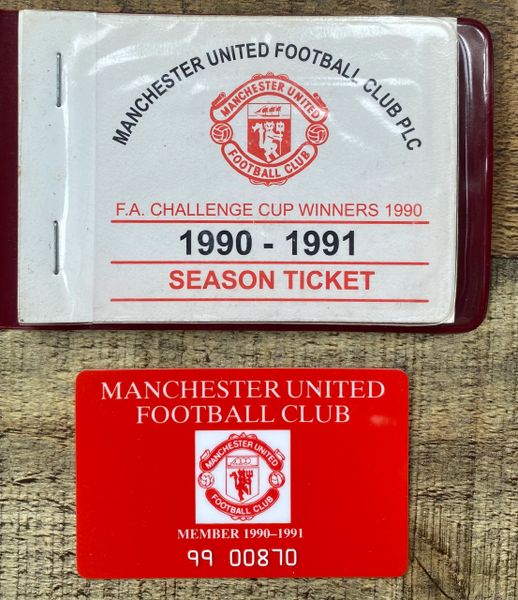 MANCHESTER UNITED FOOTBALL CLUB PLC
MANCHESTER UNITED
FOOTBALL CLUB
F.A. CHALLENGE CUP WINNERS 1990
1990 - 1991
SEASON TICKET
MANCHESTER UNITED
FOOTBALL CLUB
MANCHESTER UNITED
FOOTBALL CLUB
MEMBER 1990–1991
99 00870